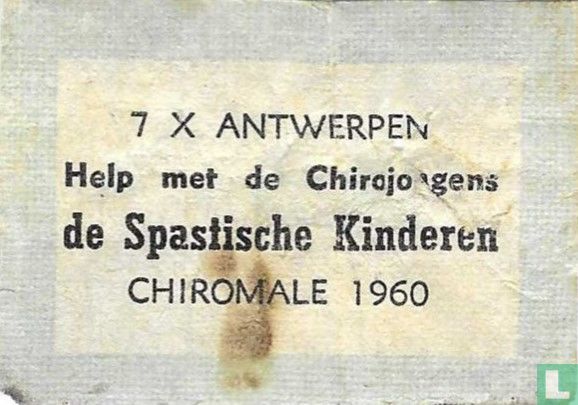 7 X ANTWERPEN
Help met de Chirojongens
de Spastische Kinderen
CHIROMALE 1960
L